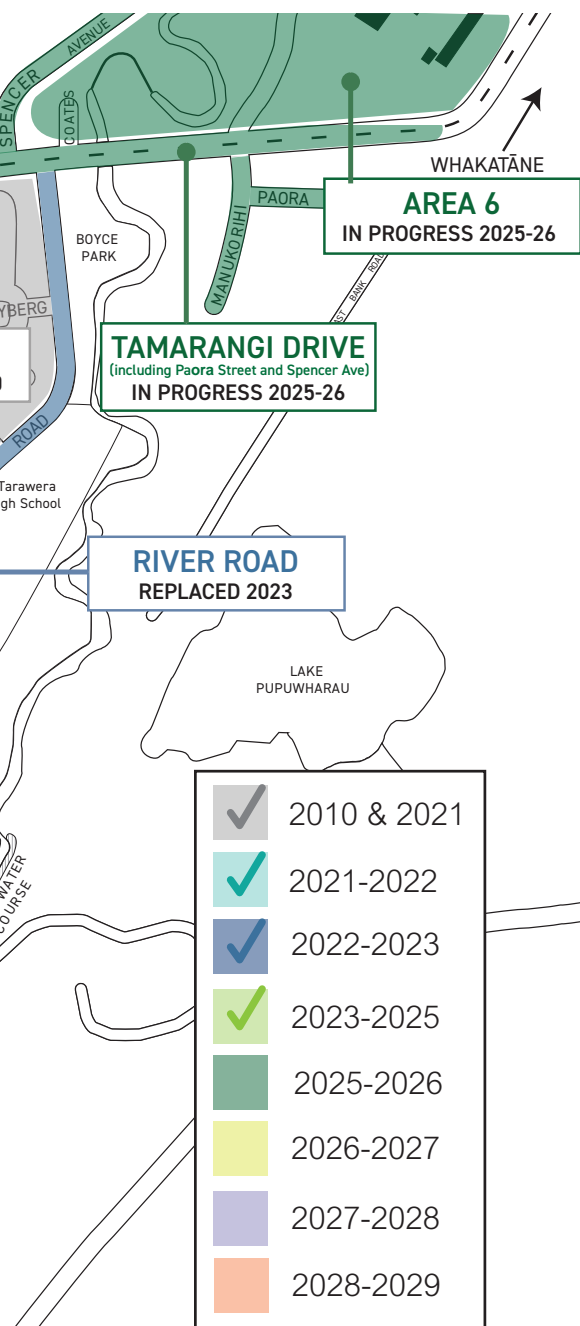 AVENUE
SPENCER
COATES
WHAKATĀNE
PAORA
AREA 6
IN PROGRESS 2025-26
BOYCE
PARK
MANUKORIHI
BANK ROAD
YBERG
TAMARANGI DRIVE
(including Paora Street and Spencer Ave)
IN PROGRESS 2025-26
ROAD
Tarawera
gh School
RIVER ROAD
REPLACED 2023
LAKE
PUPUWHARAU
WATER
COURSE
2010 & 2021
2021-2022
2022-2023
2023-2025
2025-2026
2026-2027
2027-2028
2028-2029